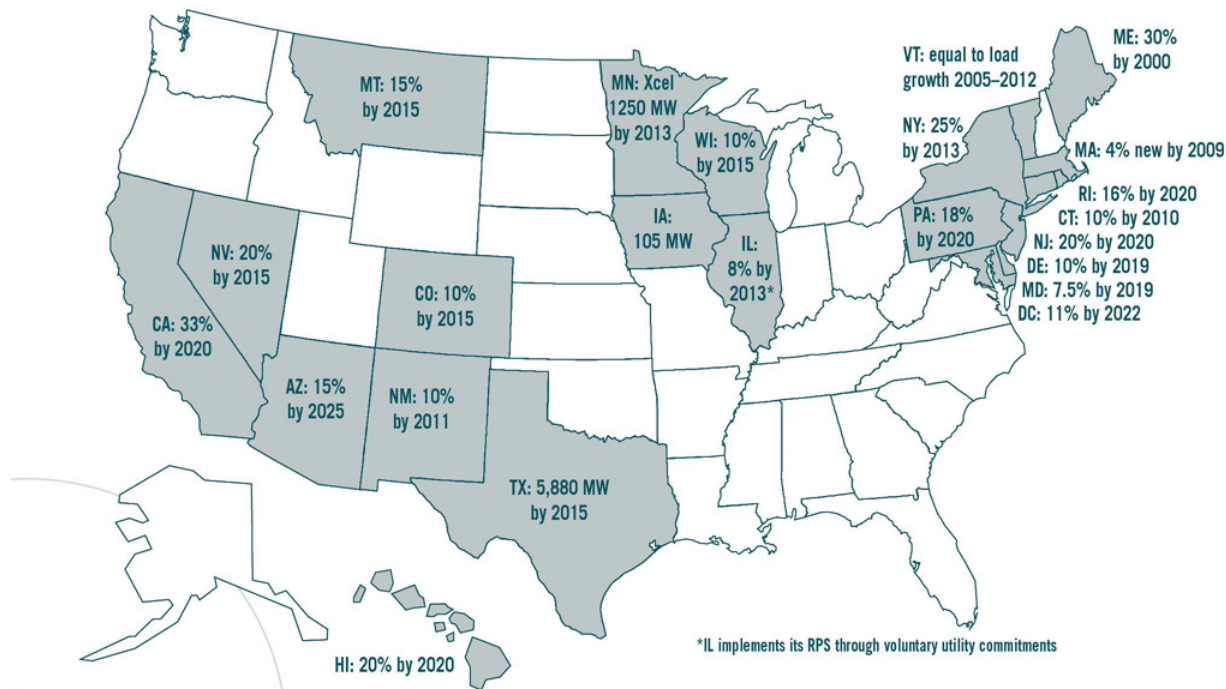 ME: 30%
by 2000
VT: equal to load
growth 2005–2012
MT: 15%
by 2015
MN: Xcel
1250 MW
by 2013
NY: 25%
by 2013
WI: 10%
by 2015
MA: 4% new by 2009
RI: 16% by 2020
CT: 10% by 2010
NJ: 20% by 2020
DE: 10% by 2019
MD: 7.5% by 2019
DC: 11% by 2022
PA: 18%
by 2020
IA:
105 MW
IL:
8% by
2013*
NV: 20%
by 2015
CO: 10%
by 2015
CA: 33%
by 2020
AZ: 15%
by 2025
NM: 10%
by 2011
TX: 5,880 MW
by 2015
HI: 20% by 2020
*IL implements its RPS through voluntary utility commitments